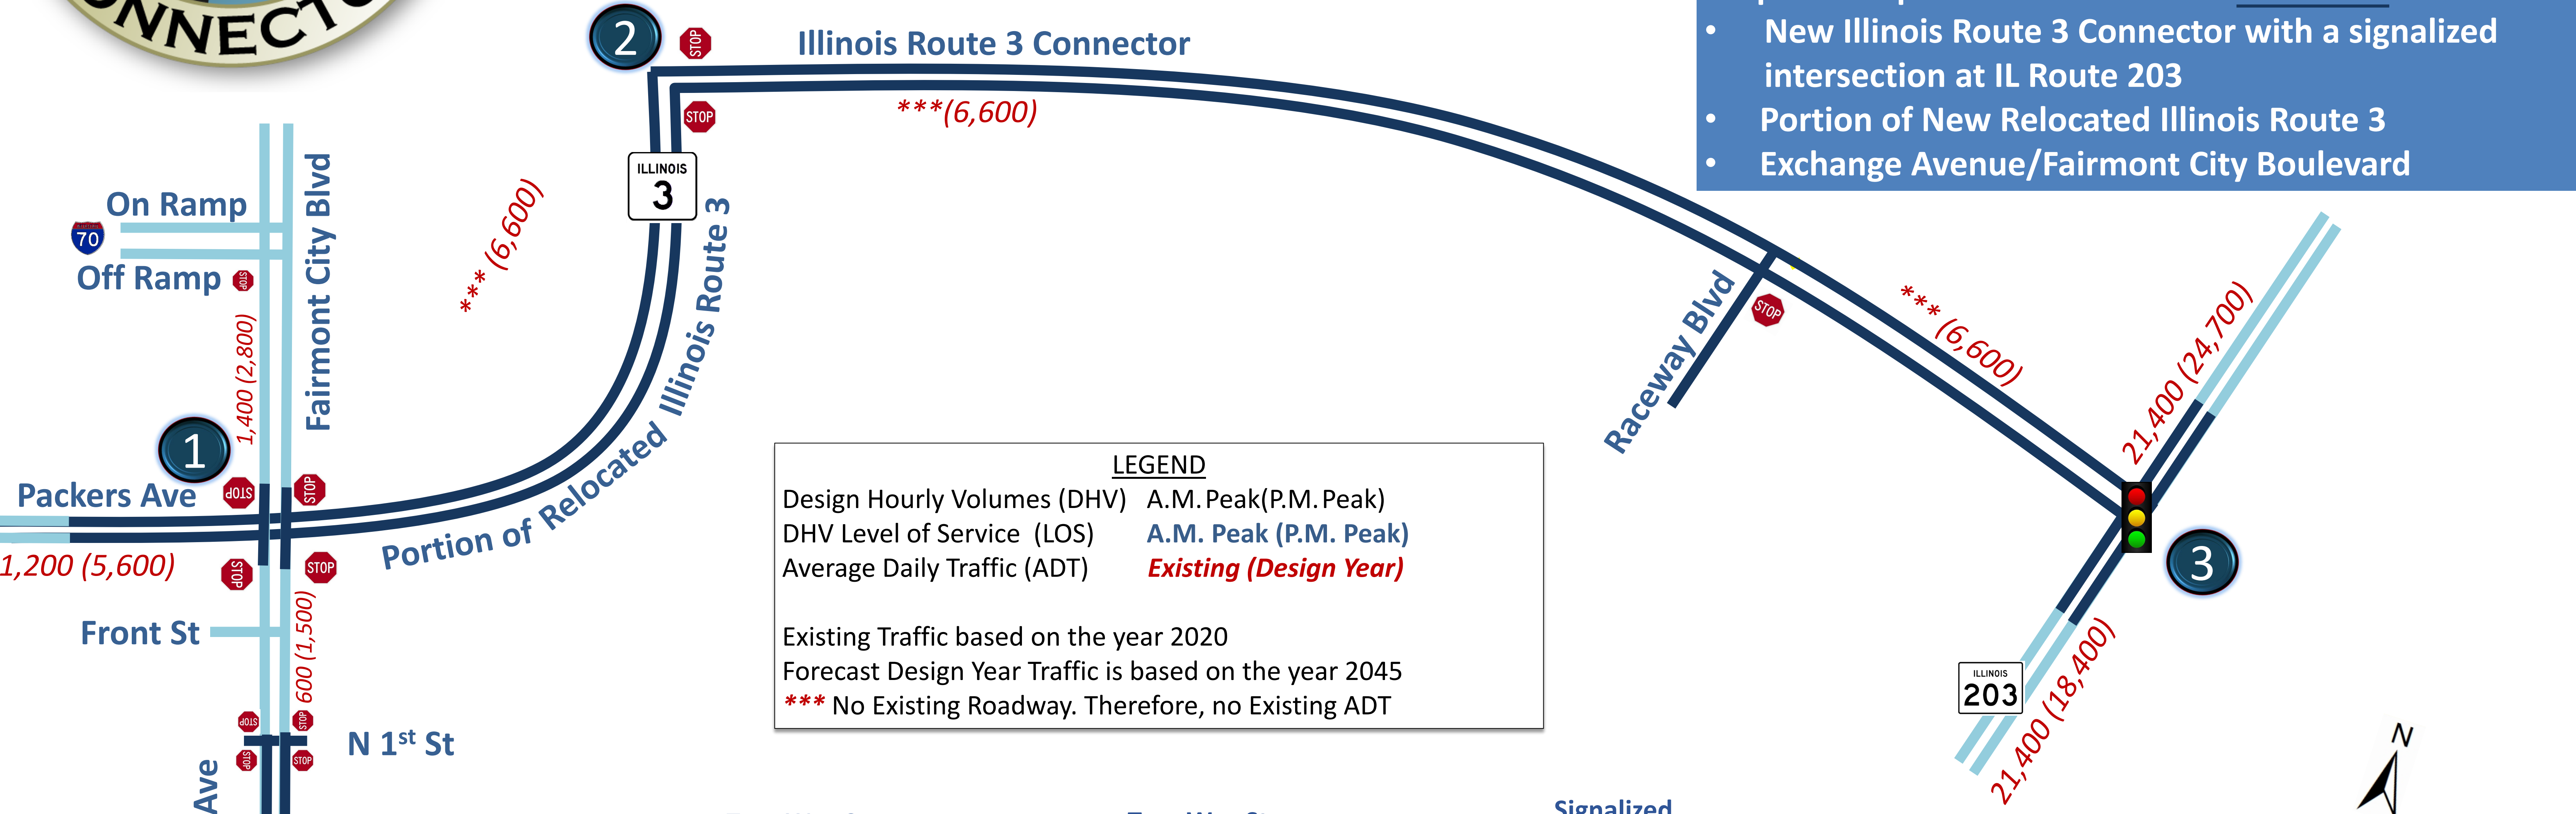 CONNECTO
2
STOP
Illinois Route 3 Connector
• New Illinois Route 3 Connector with a signalized
intersection at IL Route 203
• Portion of New Relocated Illinois Route 3
• Exchange Avenue/Fairmont City Boulevard
***(6,600)
STOP
ILLINOIS
3
*** (6,600)
On Ramp
70
Off Ramp
STOP
Fairmont City Blvd
1,400 (2,800)
Portion of Relocated Illinois Route 3
Raceway Blvd
STOP
*** (6,600)
21,400 (24,700)
1
Packers Ave
STOP
STOP
1,200 (5,600)
STOP
STOP
Front St
600 (1,500)
STOP
STOP
N 1st St
STOP
STOP
Ave
LEGEND
Design Hourly Volumes (DHV) A.M. Peak(P.M. Peak)
DHV Level of Service (LOS) A.M. Peak (P.M. Peak)
Average Daily Traffic (ADT) Existing (Design Year)
Existing Traffic based on the year 2020
Forecast Design Year Traffic is based on the year 2045
*** No Existing Roadway. Therefore, no Existing ADT
3
ILLINOIS
203
21,400 (18,400)
N
Signalized